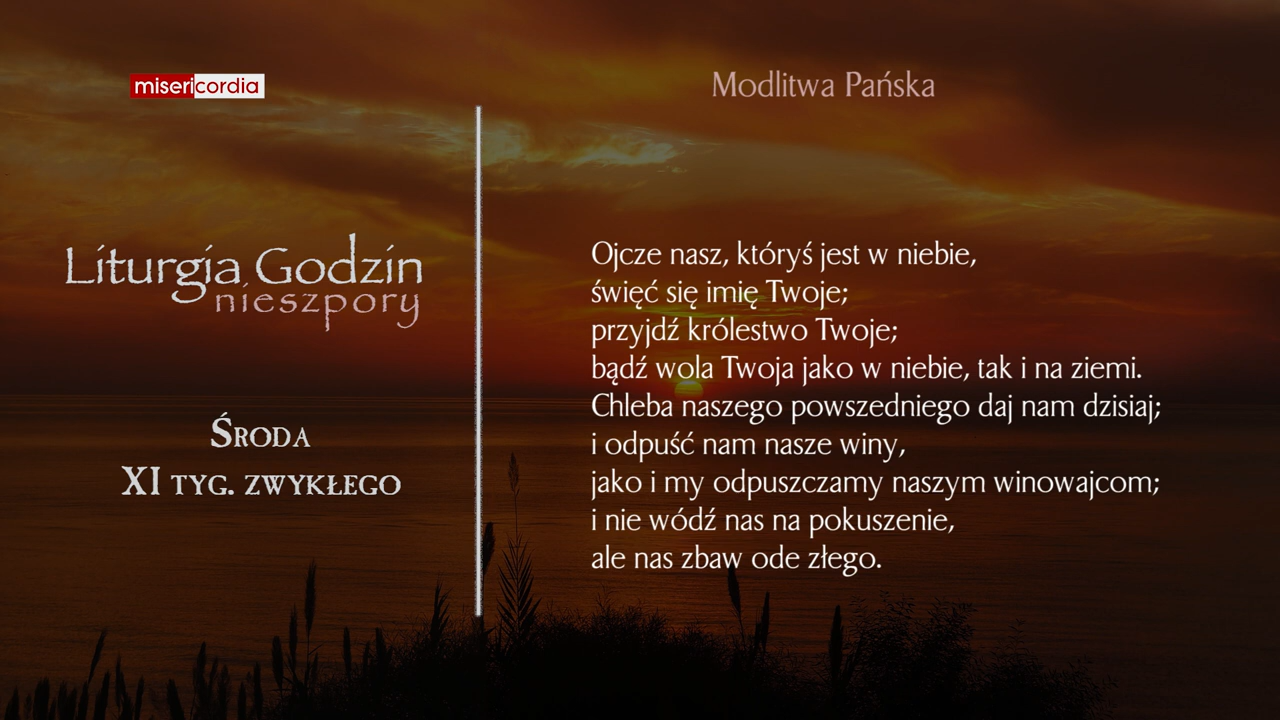 misericordia
Liturgia Godzin
nieszpory
Środa
XI tyg. zwykłego
Modlitwa Pańska
Ojcze nasz, któryś jest w niebie,
święć się imię Twoje;
przyjdź królestwo Twoje;
bądź wola Twoja jako w niebie, tak i na ziemi.
Chleba naszego powszedniego daj nam dzisiaj;
i odpuść nam nasze winy,
jako i my odpuszczamy naszym winowajcom;
i nie wódź nas na pokuszenie,
ale nas zbaw ode złego.